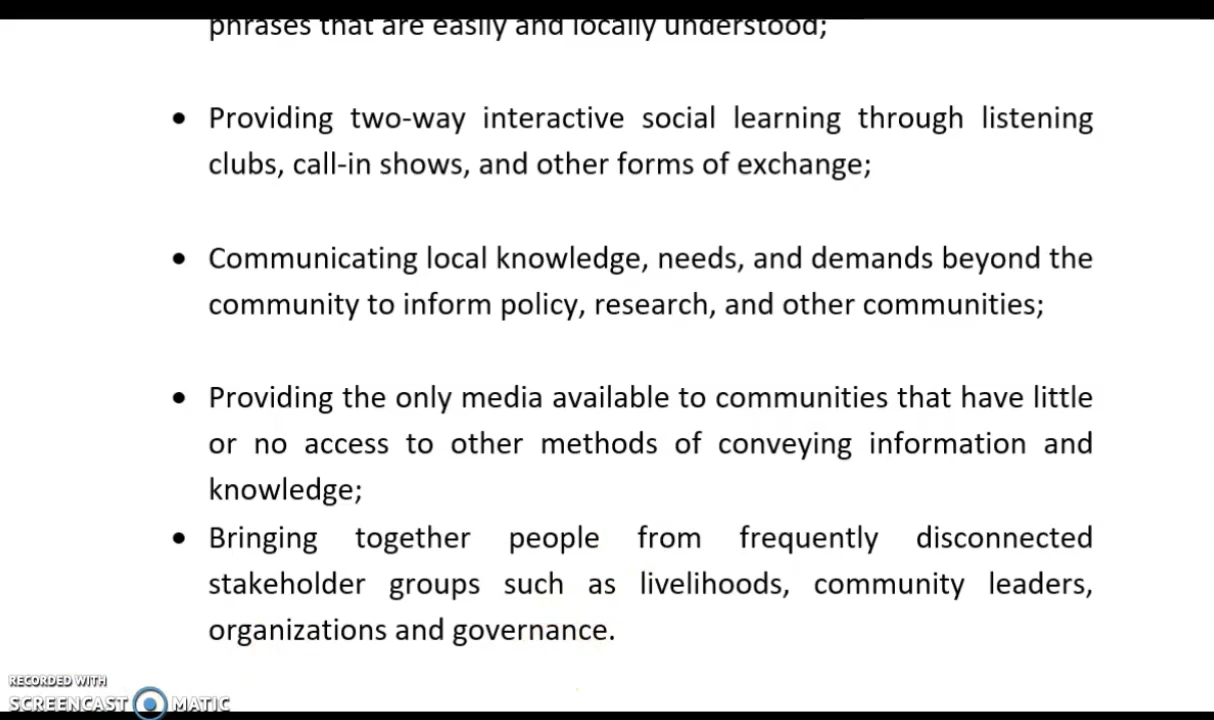 phrases that are easily and locally understood;
• Providing two-way interactive social learning through listening
clubs, call-in shows, and other forms of exchange;
• Communicating local knowledge, needs, and demands beyond the
community to inform policy, research, and other communities;
• Providing the only media available to communities that have little
or no access to other methods of conveying information and
knowledge;
• Bringing together people from frequently disconnected
stakeholder groups such as livelihoods, community leaders,
organizations and governance.
RECORDED WITH
SCREENCAST MATIC